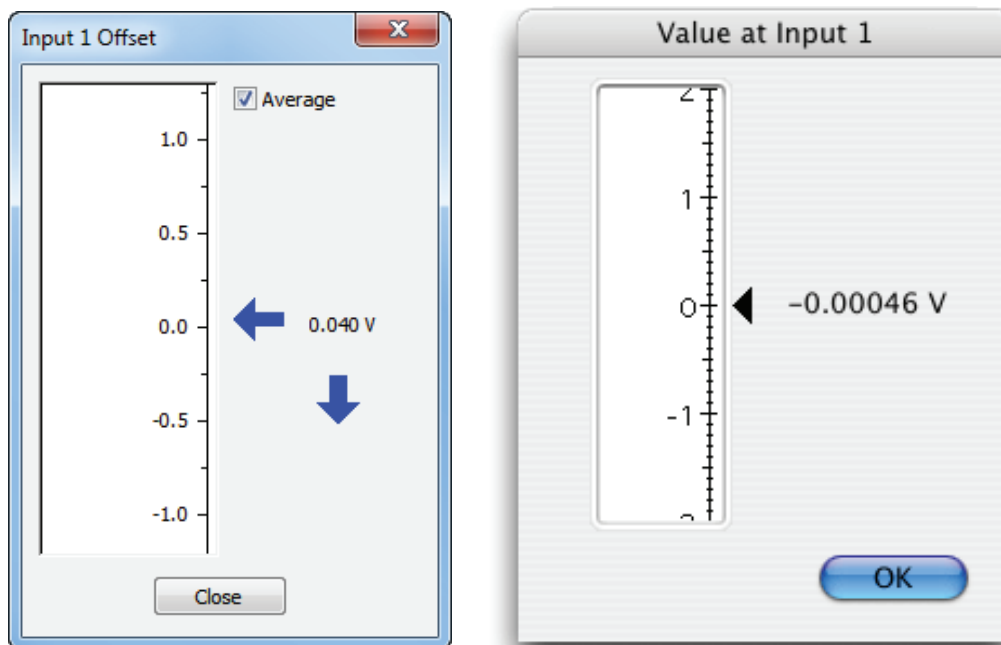 Input 1 Offset
Average
1.0
0.5
0.0
0.040 V
-0.5
-1.0
Close
Value at Input 1
2
1
0
-0.00046 V
-1
OK